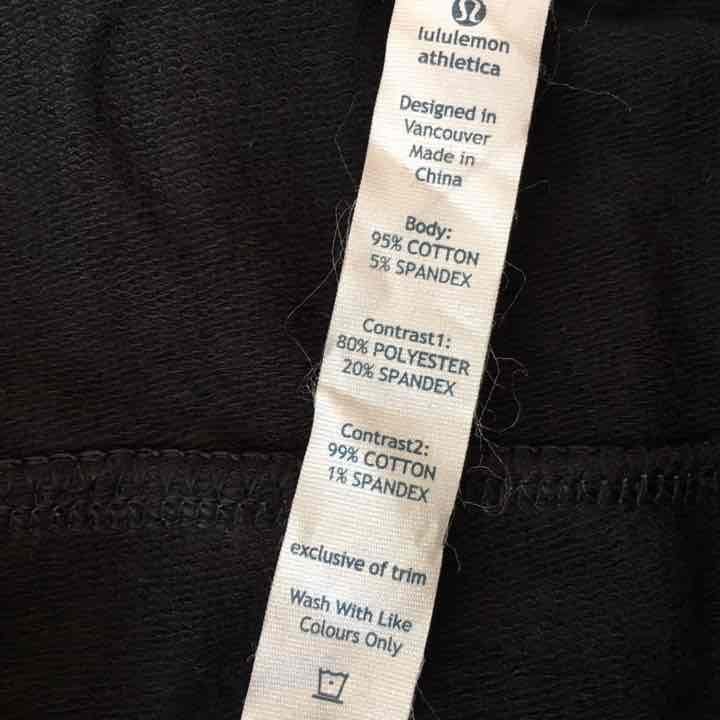 lululemon
athletica
Designed in
Vancouver
Made in
China
Body:
95% COTTON
5% SPANDEX
Contrast1:
80% POLYESTER
20% SPANDEX
Contrast2:
99% COTTON
1% SPANDEX
exclusive of trim
Wash With Like
Colours Only